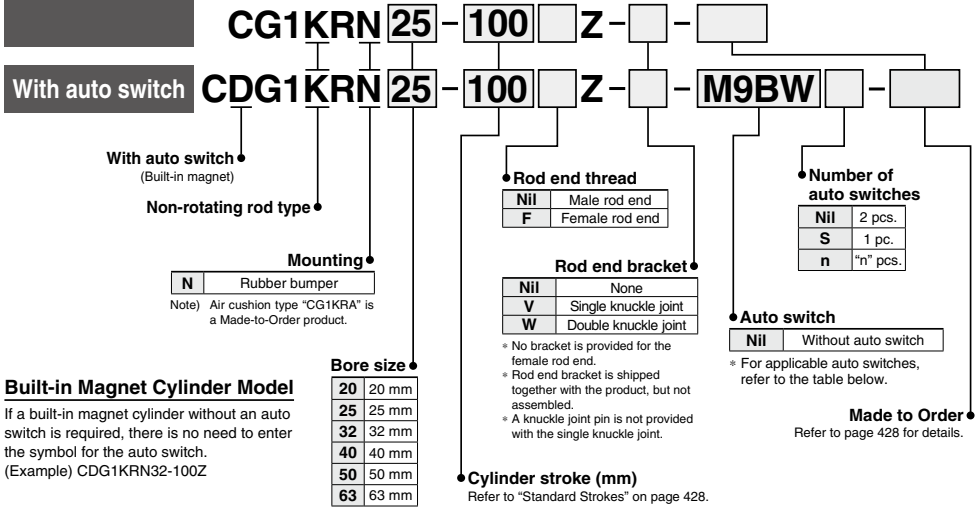 CG1KRN 25 - 100 Z - -
With auto switch CDG1KRN 25 - 100 Z - - M9BW -
With auto switch
(Built-in magnet)
Non-rotating rod type
Mounting
N Rubber bumper
Note) Air cushion type “CG1KRA” is
a Made-to-Order product.
Built-in Magnet Cylinder Model
If a built-in magnet cylinder without an auto
switch is required, there is no need to enter
the symbol for the auto switch.
(Example) CDG1KRN32-100Z
Bore size
20 20 mm
25 25 mm
32 32 mm
40 40 mm
50 50 mm
63 63 mm
Cylinder stroke (mm)
Refer to “Standard Strokes” on page 428.
Rod end thread
Nil Male rod end
F Female rod end
Rod end bracket
Nil None
V Single knuckle joint
W Double knuckle joint
∗ No bracket is provided for the
female rod end.
∗ Rod end bracket is shipped
together with the product, but not
assembled.
∗ A knuckle joint pin is not provided
with the single knuckle joint.
Number of
auto switches
Nil 2 pcs.
S 1 pc.
n “n” pcs.
Auto switch
Nil Without auto switch
∗ For applicable auto switches,
refer to the table below.
Made to Order
Refer to page 428 for details.